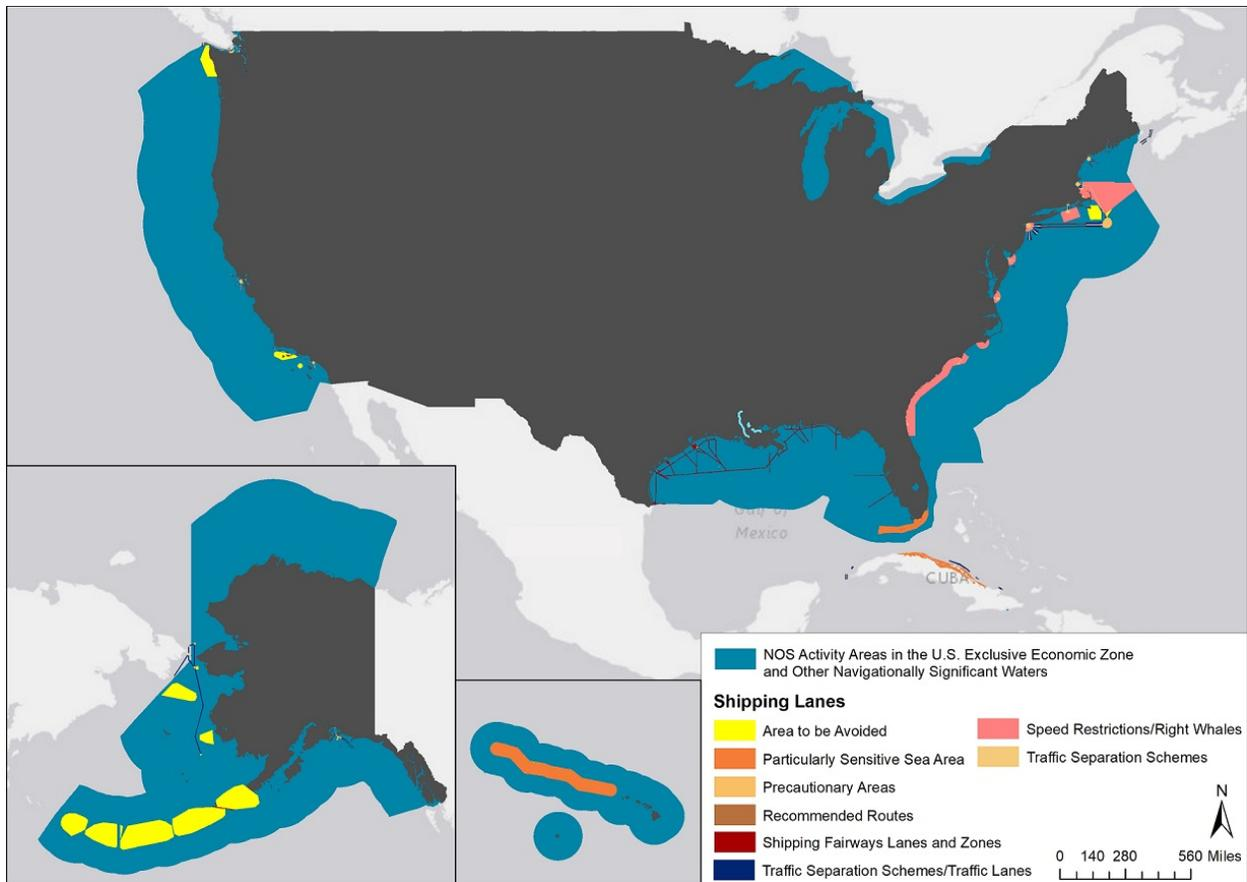 Gulf of
Mexico
CUBA
NOS Activity Areas in the U.S. Exclusive Economic Zone
and Other Navigationally Significant Waters
Shipping Lanes
Area to be Avoided
Particularly Sensitive Sea Area
Precautionary Areas
Recommended Routes
Shipping Fairways Lanes and Zones
Traffic Separation Schemes/Traffic Lanes
Speed Restrictions/Right Whales
Traffic Separation Schemes
N
0 140 280 560 Miles